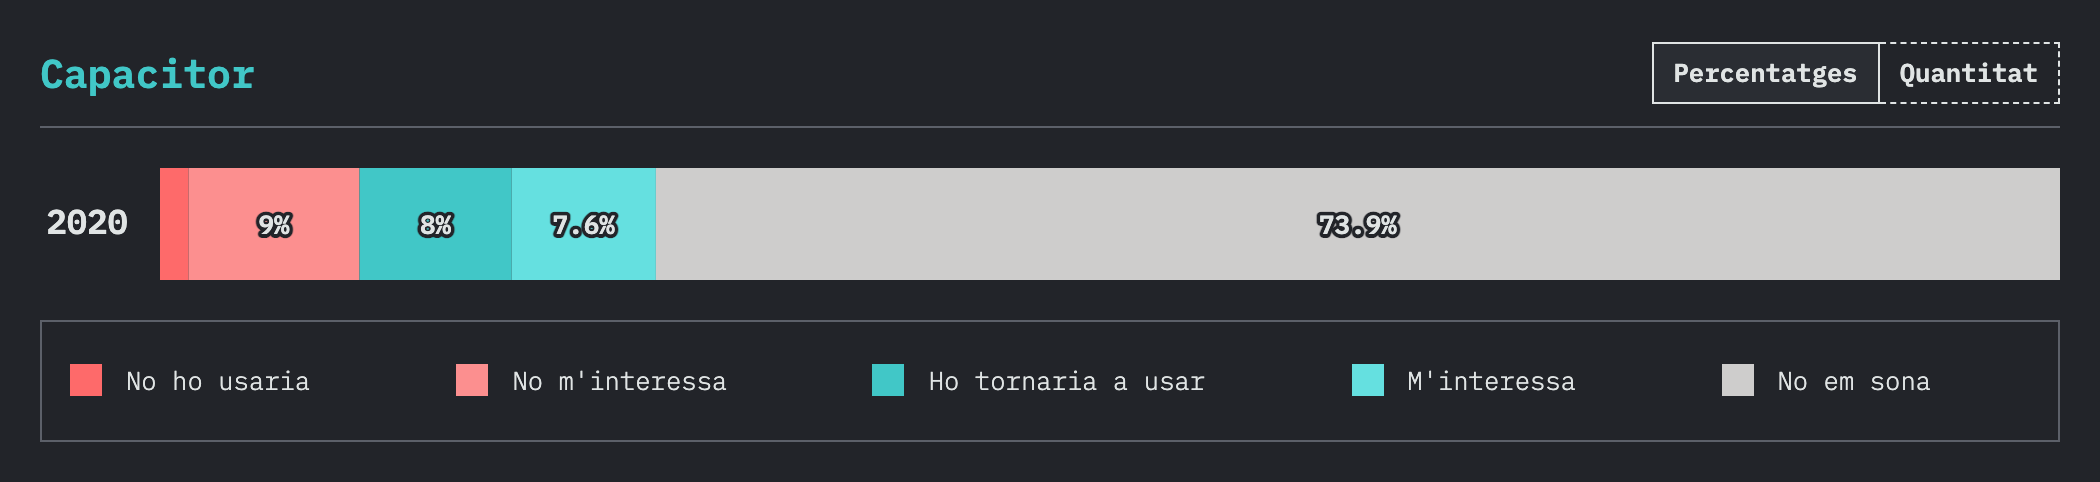 Capacitor
Percentatges Quantitat
2020 9% 8% 7.6% 73.9%
No ho usaria No m'interessa Ho tornaria a usar M'interessa No em sona